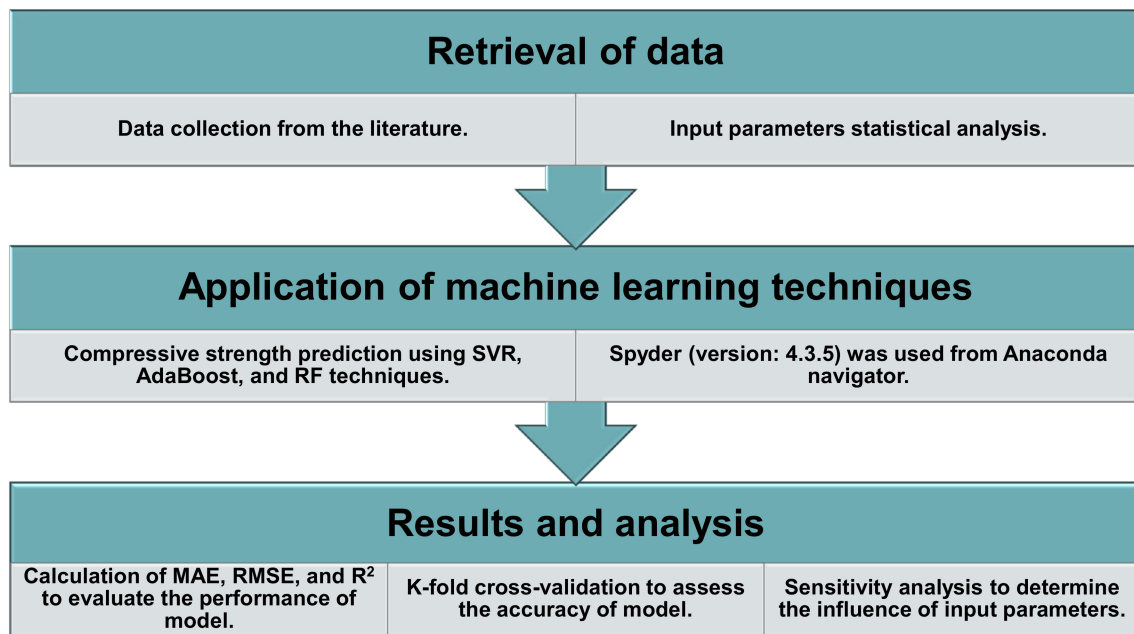 Retrieval of data
Data collection from the literature.
Input parameters statistical analysis.
Application of machine learning techniques
Compressive strength prediction using SVR,
AdaBoost, and RF techniques.
Spyder (version: 4.3.5) was used from Anaconda
navigator.
Results and analysis
Calculation of MAE, RMSE, and R²
to evaluate the performance of
model.
K-fold cross-validation to assess
the accuracy of model.
Sensitivity analysis to determine
the influence of input parameters.